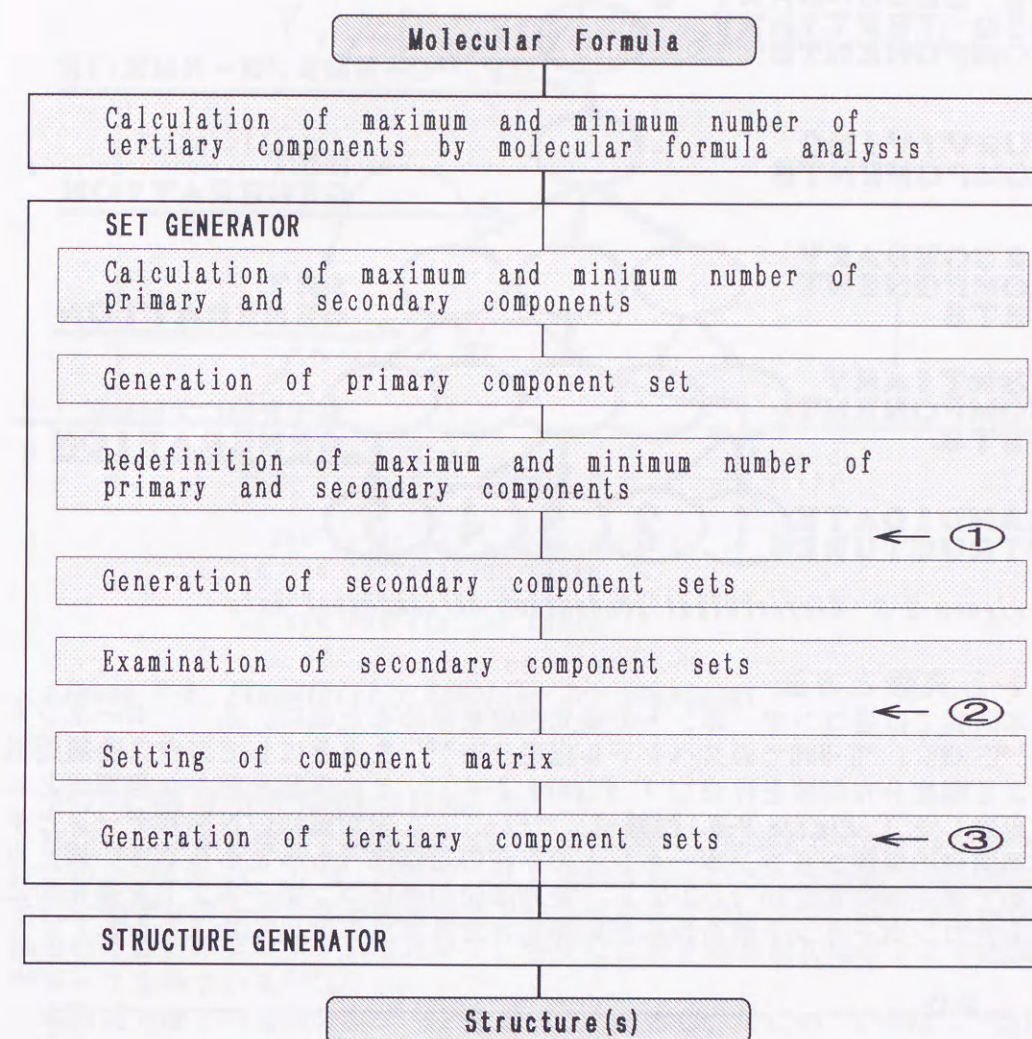 Molecular Formula
Calculation of maximum and minimum number of
tertiary components by molecular formula analysis
SET GENERATOR
Calculation of maximum and minimum number of
primary and secondary components
Generation of primary component set
Redefinition of maximum and minimum number of
primary and secondary components
← ①
Generation of secondary component sets
Examination of secondary component sets
← ②
Setting of component matrix
Generation of tertiary component sets ← ③
STRUCTURE GENERATOR
Structure(s)